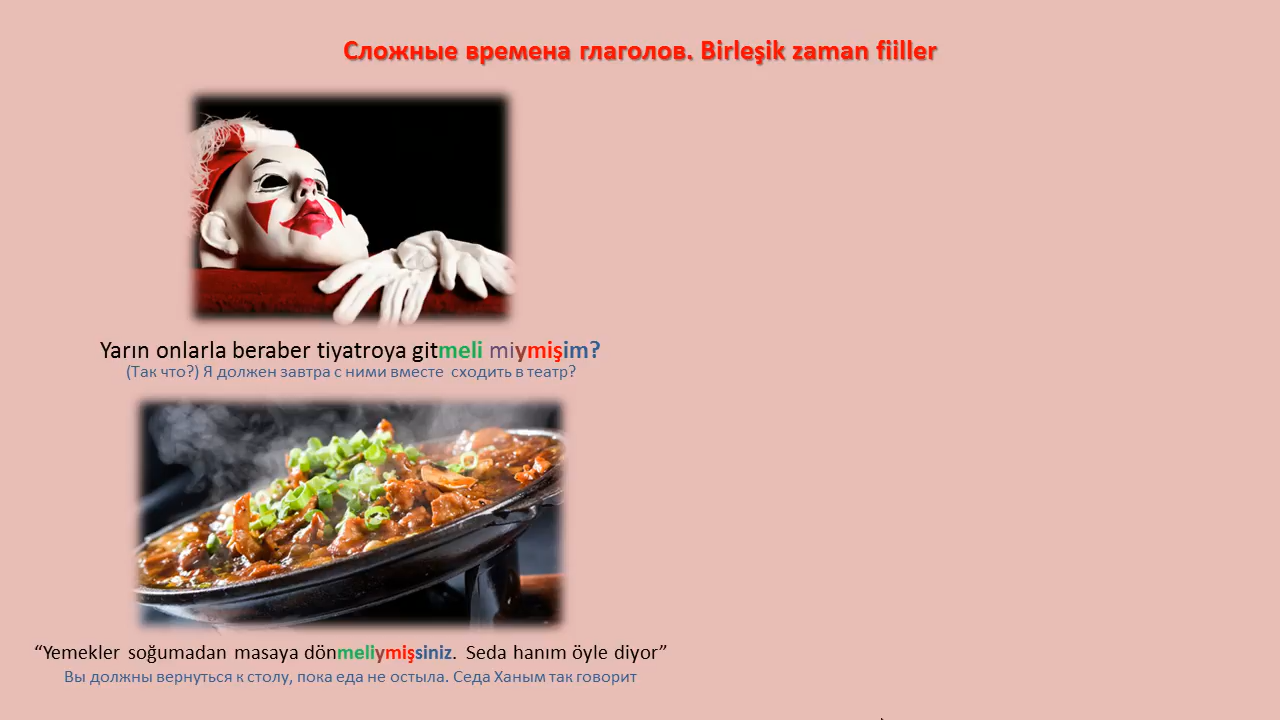 Сложные времена глаголов. Birleşik zaman fiiller
Yarın onlarla beraber tiyatroya gitmeli miymişim?
(Так что?) Я должен завтра с ними вместе сходить в театр?
“Yemekler soğumadan masaya dönmeliymişsiniz. Seda hanım öyle diyor”
Вы должны вернуться к столу, пока еда не остыла. Седа Ханым так говорит